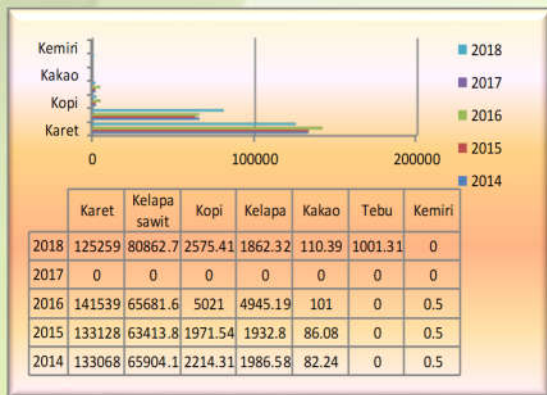 Kemiri
Kakao
Kopi
Karet
0 100000 200000
2018
2017
2016
2015
2014
Karet Kelapa sawit Kopi Kelapa Kakao Tebu Kemiri
2018 125259 80862.7 2575.41 1862.32 110.39 1001.31 0
2017 0 0 0 0 0 0 0
2016 141539 65681.6 5021 4945.19 101 0 0.5
2015 133128 63413.8 1971.54 1932.8 86.08 0 0.5
2014 133068 65904.1 2214.31 1986.58 82.24 0 0.5